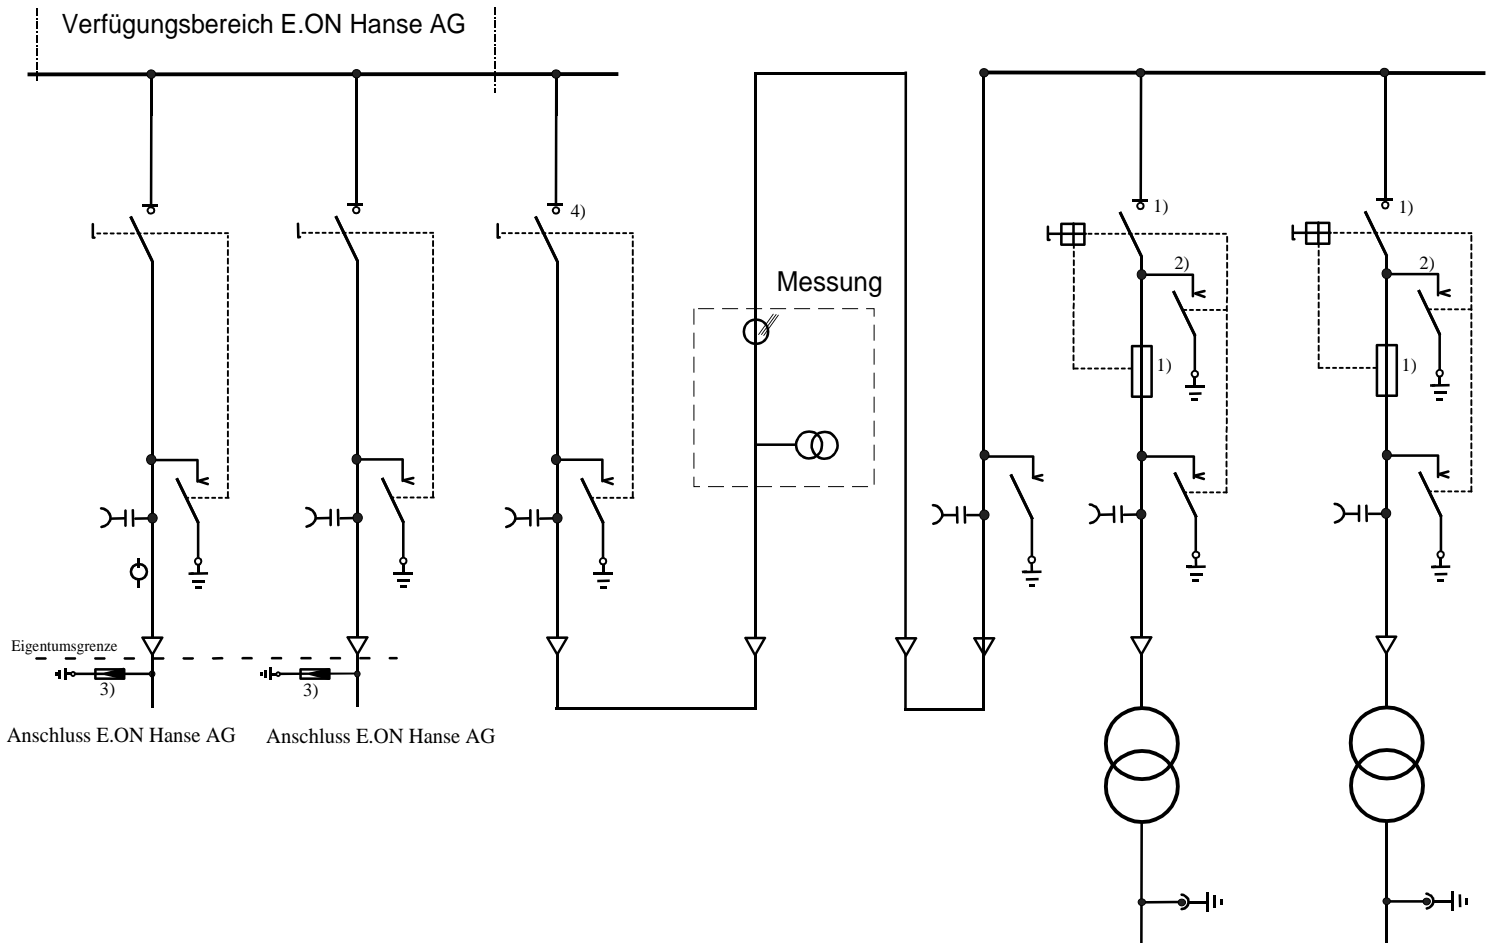 Verfügungsbereich E.ON Hanse AG
4)
1)
1)
2)
2)
Messung
1)
1)
Eigentumsgrenze
3)
3)
Anschluss E.ON Hanse AG
Anschluss E.ON Hanse AG